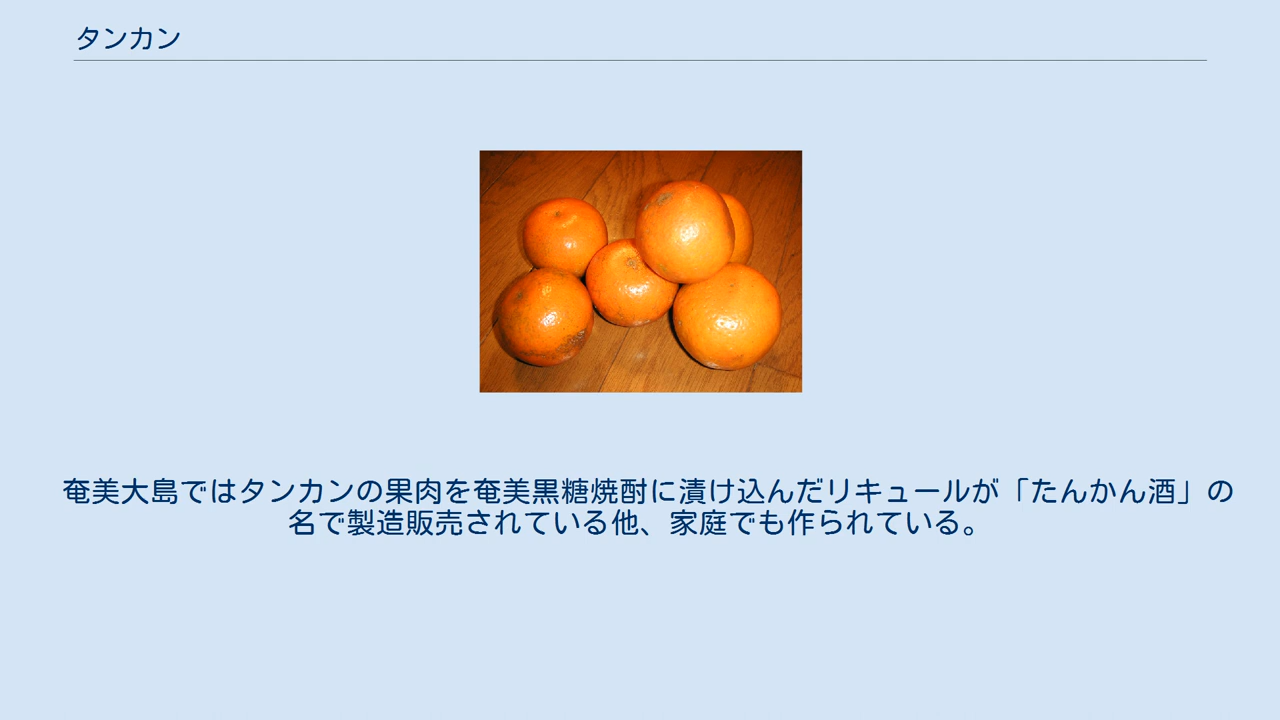 タンカン
奄美大島ではタンカンの果肉を奄美黒糖焼酎に漬け込んだリキュールが「たんかん酒」の
名で製造販売されている他、家庭でも作られている。